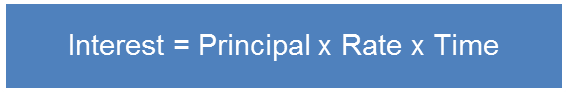 Interest = Principal x Rate x Time